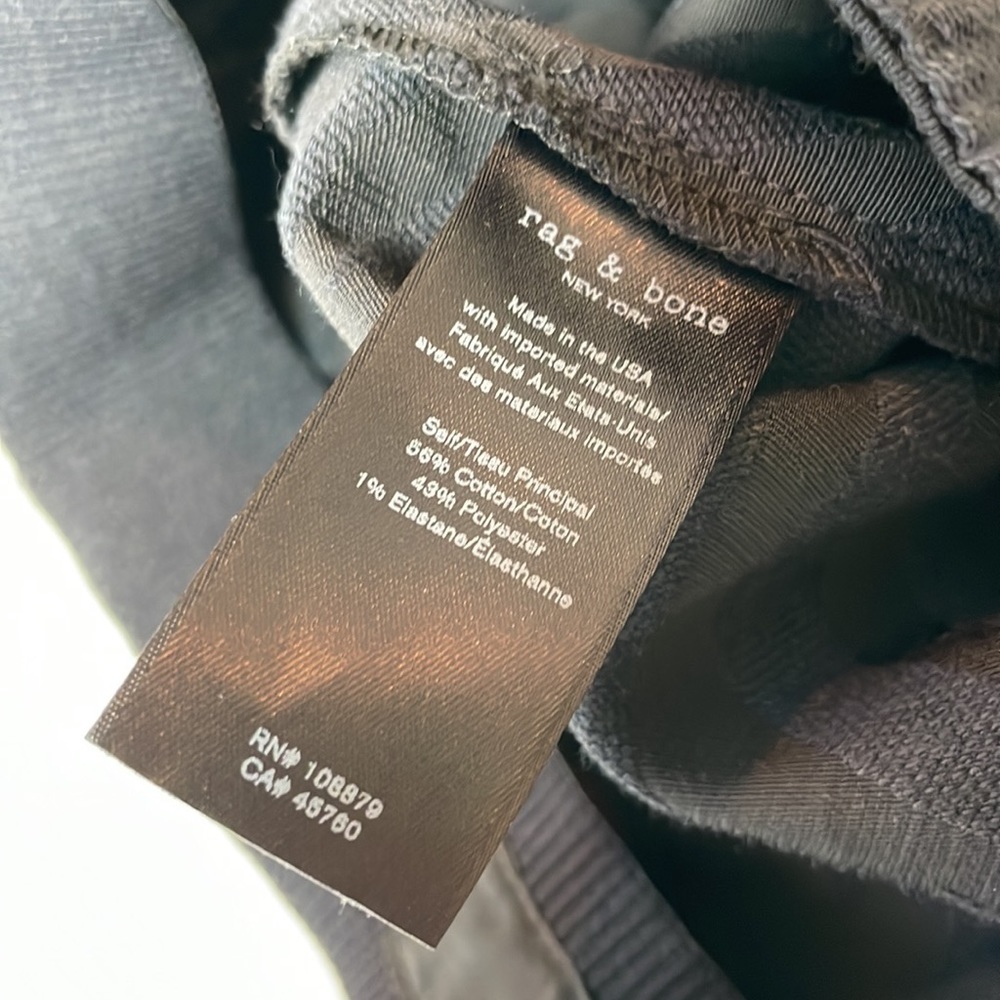 rag & bone
NEW YORK
Made in the USA
with imported materials/
Fabriqué Aux Etats-Unis
avec des materiaux importés
Self/Tissu Principal
56% Cotton/Coton
43% Polyester
1% Elastane/Élasthanne
RN# 108879
CA# 45760